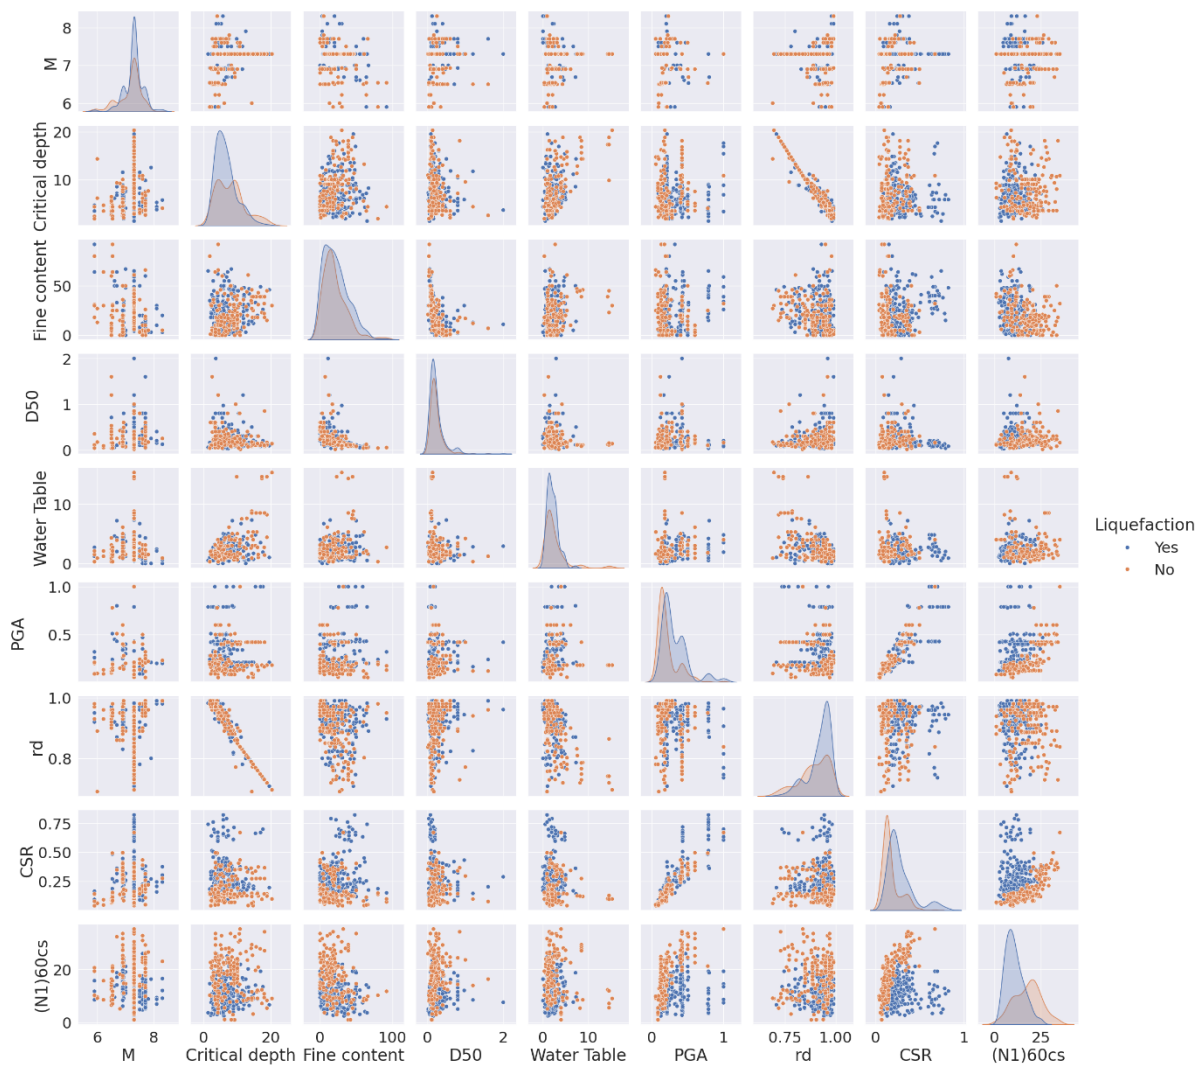 8
7
6
M
20
10
Critical depth
50
0
Fine content
2
1
0
D50
10
0
Water Table
1.0
0.5
PGA
1.0
0.8
rd
0.75
0.50
0.25
CSR
20
0
(N1)60cs
6 8
M
0 20
Critical depth
0 100
Fine content
0 2
D50
0 10
Water Table
0 1
PGA
0.75 1.00
rd
0 1
CSR
0 25
(N1)60cs
Liquefaction
Yes
No